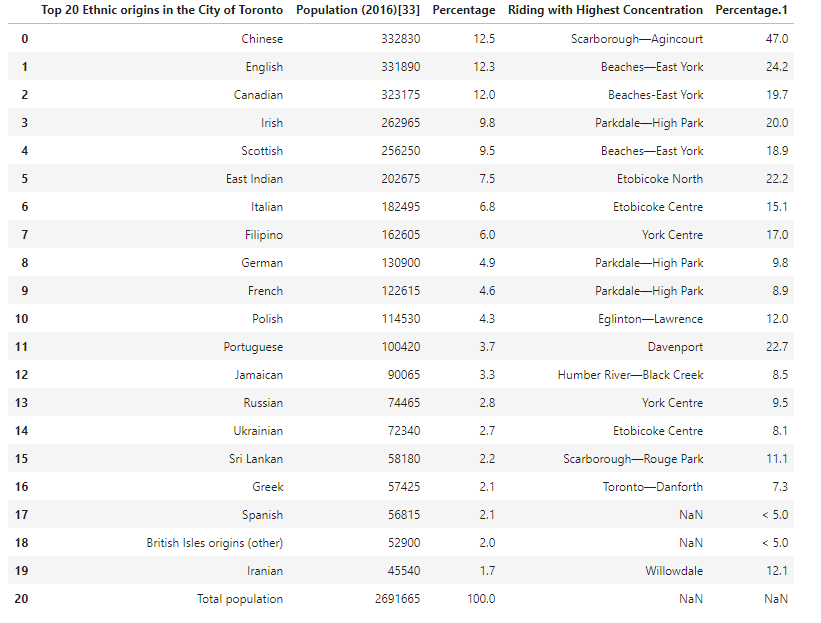 Top 20 Ethnic origins in the City of Toronto Population (2016)[33] Percentage Riding with Highest Concentration Percentage.1
0 Chinese 332830 12.5 Scarborough—Agincourt 47.0
1 English 331890 12.3 Beaches—East York 24.2
2 Canadian 323175 12.0 Beaches-East York 19.7
3 Irish 262965 9.8 Parkdale—High Park 20.0
4 Scottish 256250 9.5 Beaches—East York 18.9
5 East Indian 202675 7.5 Etobicoke North 22.2
6 Italian 182495 6.8 Etobicoke Centre 15.1
7 Filipino 162605 6.0 York Centre 17.0
8 German 130900 4.9 Parkdale—High Park 9.8
9 French 122615 4.6 Parkdale—High Park 8.9
10 Polish 114530 4.3 Eglinton—Lawrence 12.0
11 Portuguese 100420 3.7 Davenport 22.7
12 Jamaican 90065 3.3 Humber River—Black Creek 8.5
13 Russian 74465 2.8 York Centre 9.5
14 Ukrainian 72340 2.7 Etobicoke Centre 8.1
15 Sri Lankan 58180 2.2 Scarborough—Rouge Park 11.1
16 Greek 57425 2.1 Toronto—Danforth 7.3
17 Spanish 56815 2.1 NaN < 5.0
18 British Isles origins (other) 52900 2.0 NaN < 5.0
19 Iranian 45540 1.7 Willowdale 12.1
20 Total population 2691665 100.0 NaN NaN